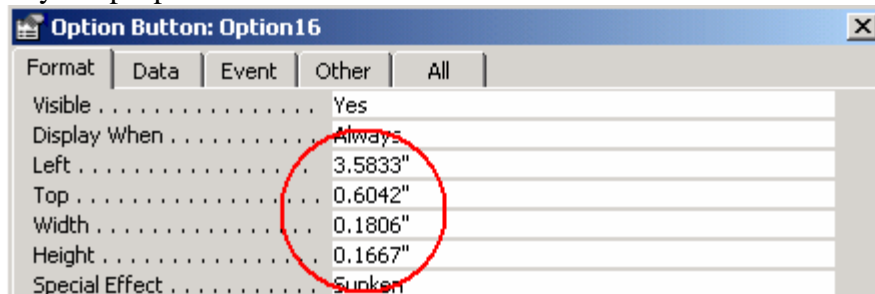 Option Button: Option16
Format Data Event Other All
Visible . . . . . . . . . . . . . . . . . Yes
Display When . . . . . . . . . . . Always
Left . . . . . . . . . . . . . . . . . . . 3.5833"
Top . . . . . . . . . . . . . . . . . . . 0.6042"
Width . . . . . . . . . . . . . . . . . 0.1806"
Height . . . . . . . . . . . . . . . . . 0.1667"
Special Effect . . . . . . . . . . . Sunken